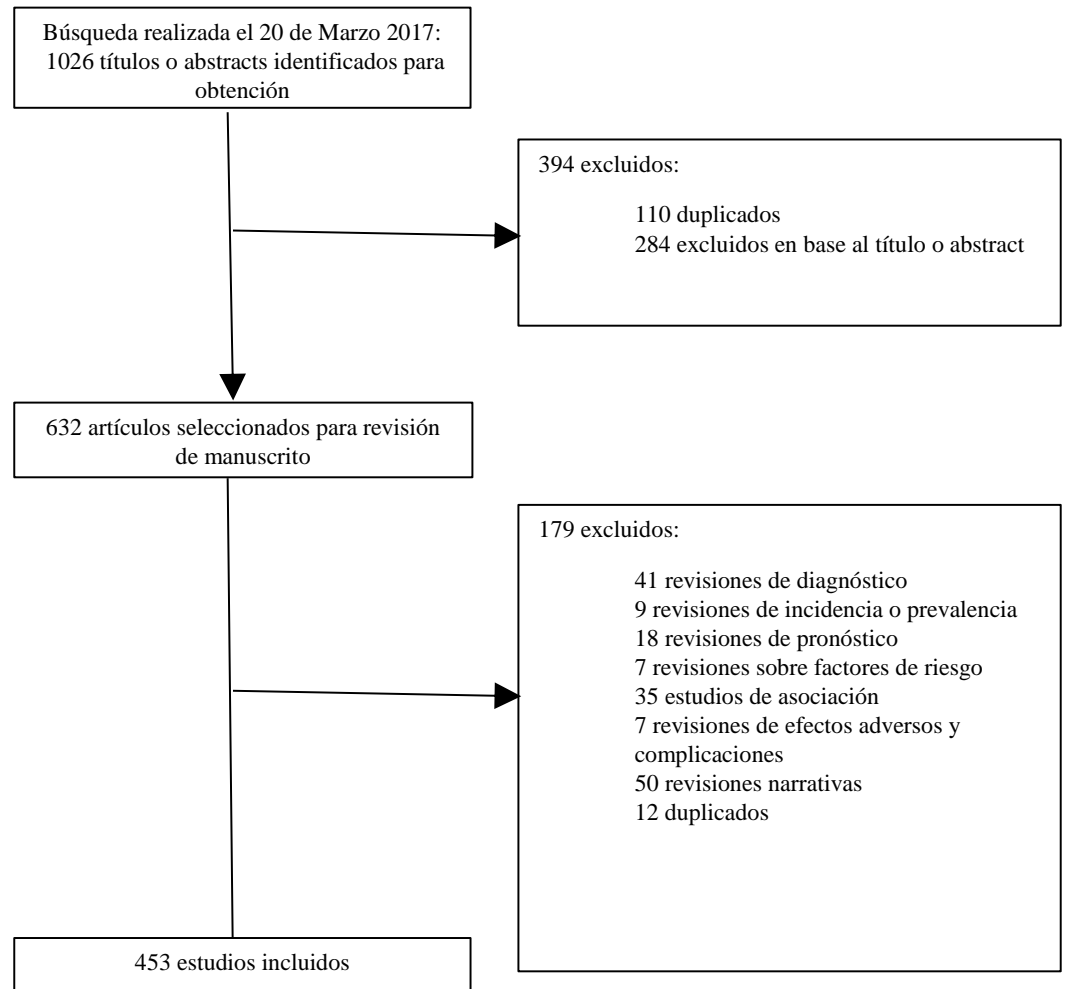 Búsqueda realizada el 20 de Marzo 2017:
1026 títulos o abstracts identificados para
obtención
394 excluidos:
110 duplicados
284 excluidos en base al título o abstract
632 artículos seleccionados para revisión
de manuscrito
179 excluidos:
41 revisiones de diagnóstico
9 revisiones de incidencia o prevalencia
18 revisiones de pronóstico
7 revisiones sobre factores de riesgo
35 estudios de asociación
7 revisiones de efectos adversos y
complicaciones
50 revisiones narrativas
12 duplicados
453 estudios incluidos